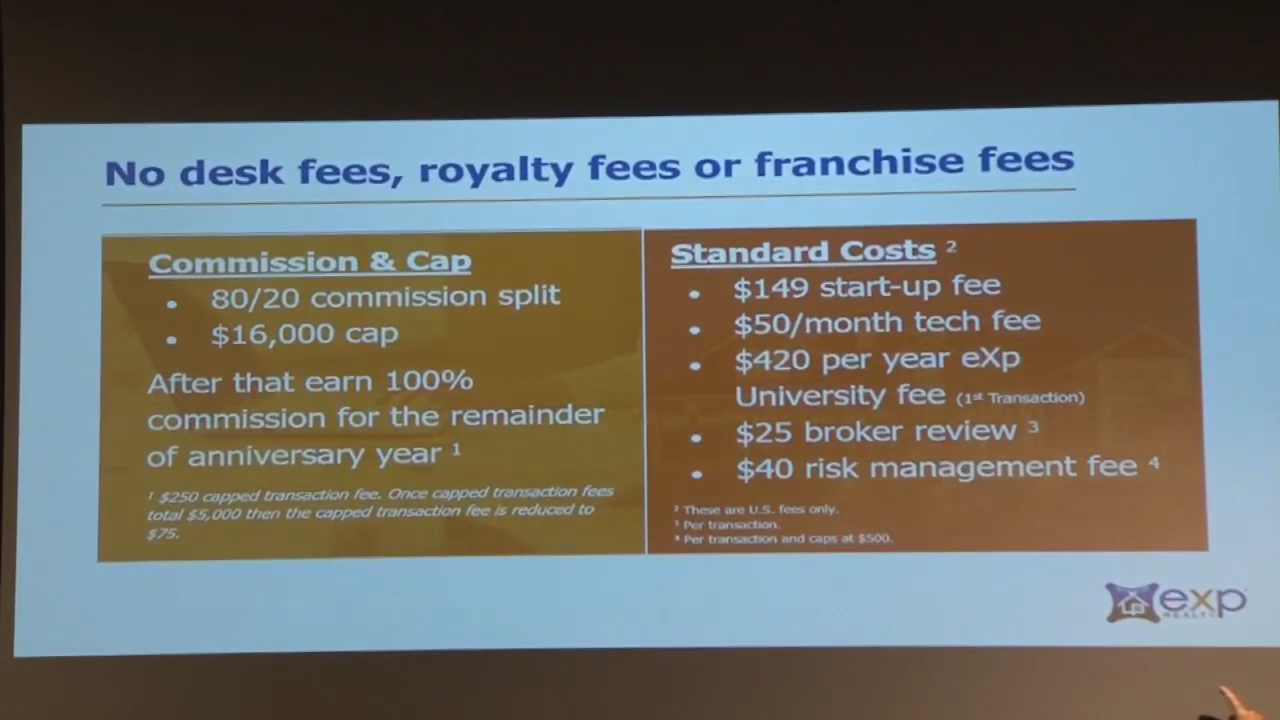 No desk fees, royalty fees or franchise fees
Commission & Cap
• 80/20 commission split
• $16,000 cap
After that earn 100%
commission for the remainder
of anniversary year ¹
¹ $250 capped transaction fee. Once capped transaction fees
total $5,000 then the capped transaction fee is reduced to
$75.
Standard Costs ²
• $149 start-up fee
• $50/month tech fee
• $420 per year eXp
University fee (1st Transaction)
• $25 broker review ³
• $40 risk management fee ⁴
² These are U.S. fees only.
³ Per transaction.
⁴ Per transaction and caps at $500.
exp
REALTY